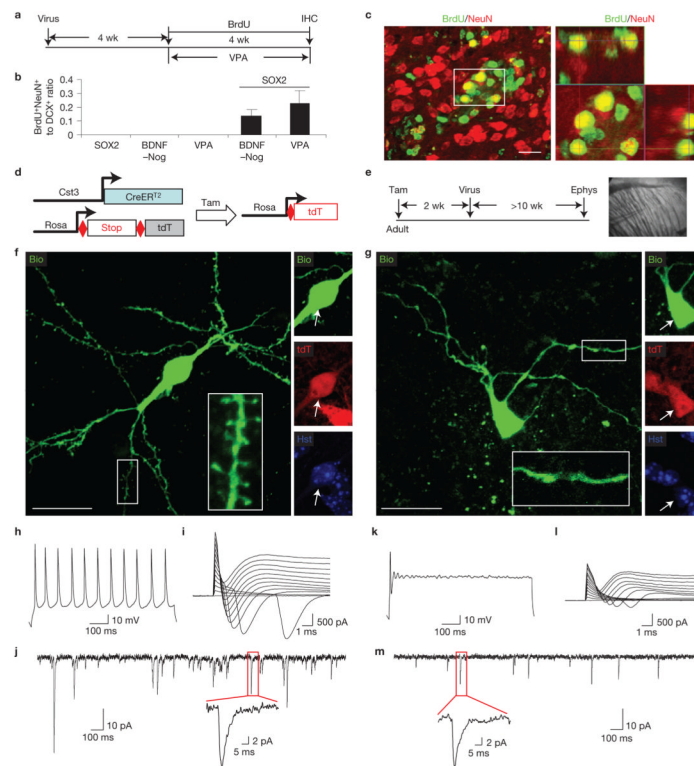 a
Virus
BrdU
IHC
4 wk
4 wk
VPA
b
BrdU⁺NeuN⁺
to DCX⁺ ratio
0.4
0.3
0.2
0.1
0
SOX2
SOX2
BDNF
–Nog
VPA
BDNF
–Nog
VPA
c
BrdU/NeuN
BrdU/NeuN
d
Cst3
CreERᵀ²
Rosa
Stop
tdT
Tam
Rosa
tdT
e
Tam
Virus
Ephys
2 wk
>10 wk
Adult
f
Bio
Bio
tdT
Hst
g
Bio
Bio
tdT
Hst
h
10 mV
100 ms
i
500 pA
1 ms
j
10 pA
100 ms
2 pA
5 ms
k
10 mV
100 ms
l
500 pA
1 ms
m
2 pA
5 ms
10 pA
100 ms